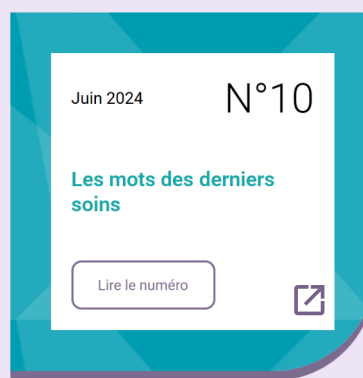 Juin 2024
N°10
Les mots des derniers
soins
Lire le numéro